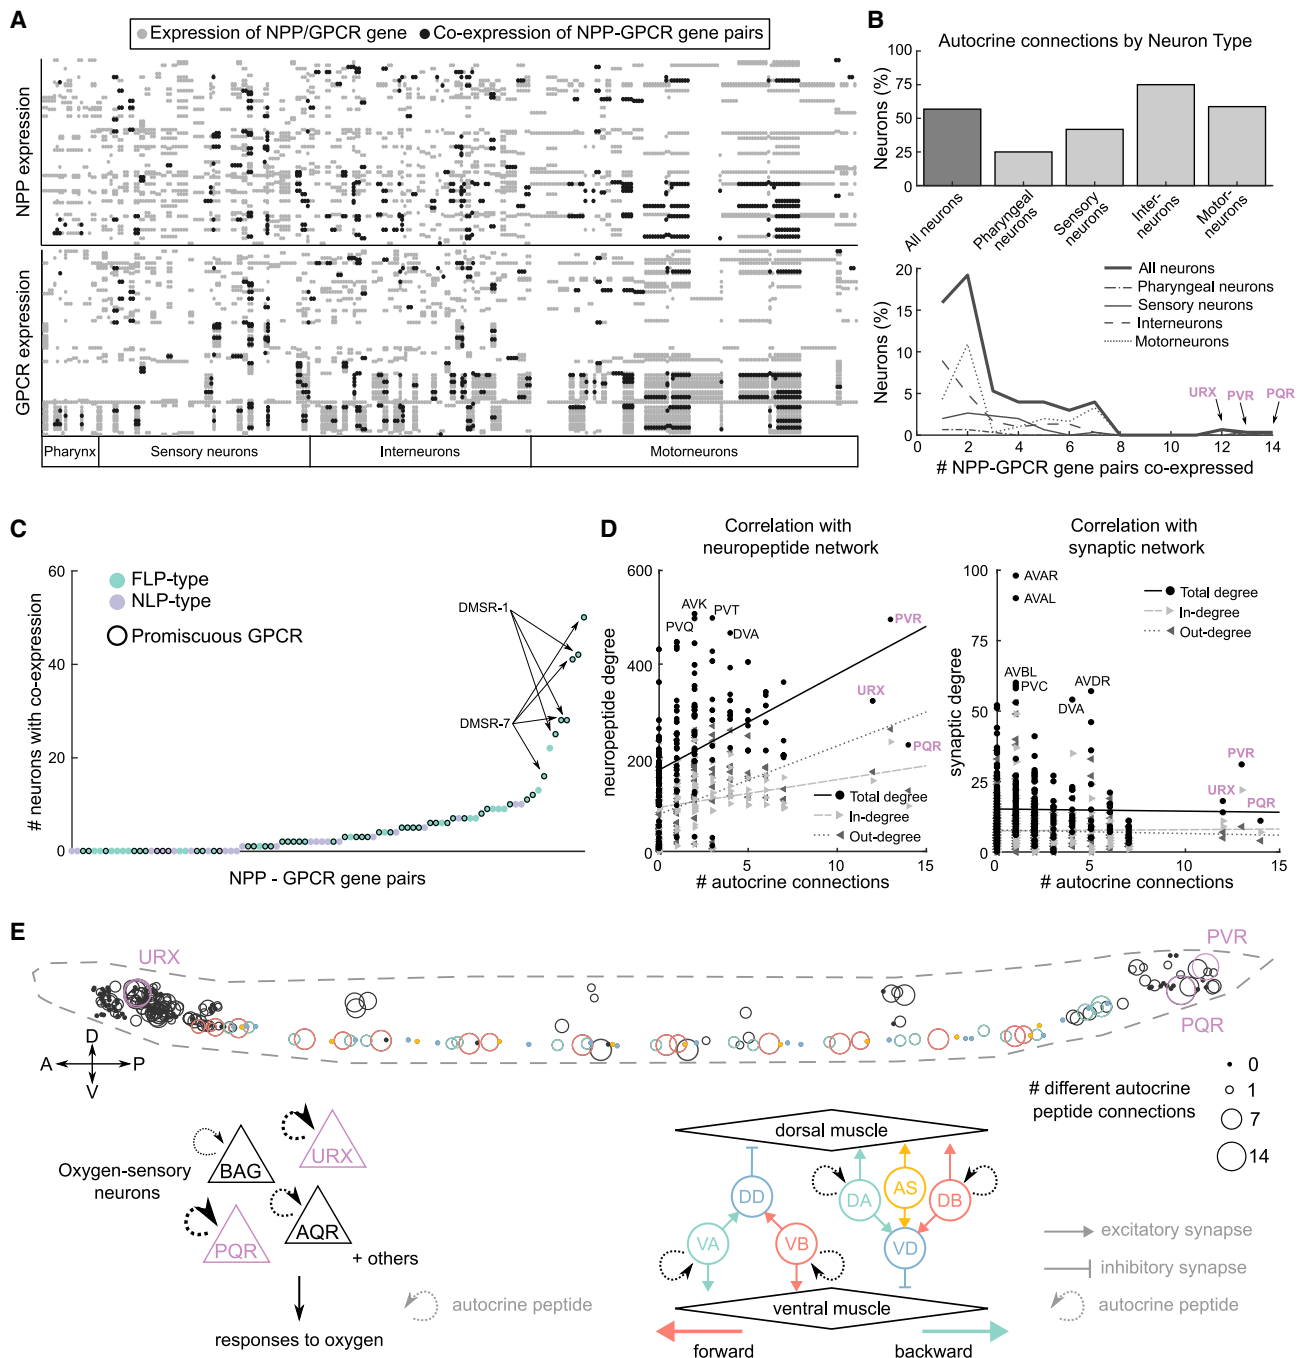 A
Expression of NPP/GPCR gene
Co-expression of NPP-GPCR gene pairs
NPP expression
GPCR expression
Pharynx
Sensory neurons
Interneurons
Motorneurons
B
Autocrine connections by Neuron Type
Neurons (%)
100
75
50
25
0
All neurons
Pharyngeal
neurons
Sensory
neurons
Inter-
neurons
Motor-
neurons
Neurons (%)
20
15
10
5
0
All neurons
Pharyngeal neurons
Sensory neurons
Interneurons
Motorneurons
URX
PVR
PQR
0 2 4 6 8 10 12 14
# NPP-GPCR gene pairs co-expressed
C
# neurons with co-expression
60
40
20
0
FLP-type
NLP-type
Promiscuous GPCR
DMSR-1
DMSR-7
NPP - GPCR gene pairs
D
Correlation with
neuropeptide network
neuropeptide degree
600
400
200
0
AVK
PVT
PVQ
DVA
PVR
URX
PQR
Total degree
In-degree
Out-degree
0 5 10 15
# autocrine connections
Correlation with
synaptic network
synaptic degree
100
75
50
25
0
AVAR
AVAL
AVBL
PVC
AVDR
DVA
PVR
URX
PQR
Total degree
In-degree
Out-degree
0 5 10 15
# autocrine connections
E
URX
PVR
PQR
D
A P
V
# different autocrine
peptide connections
0
1
7
14
Oxygen-sensory
neurons
BAG
URX
PQR
AQR
+ others
responses to oxygen
autocrine peptide
dorsal muscle
DD
DA
AS
DB
VA
VB
VD
ventral muscle
forward
backward
excitatory synapse
inhibitory synapse
autocrine peptide